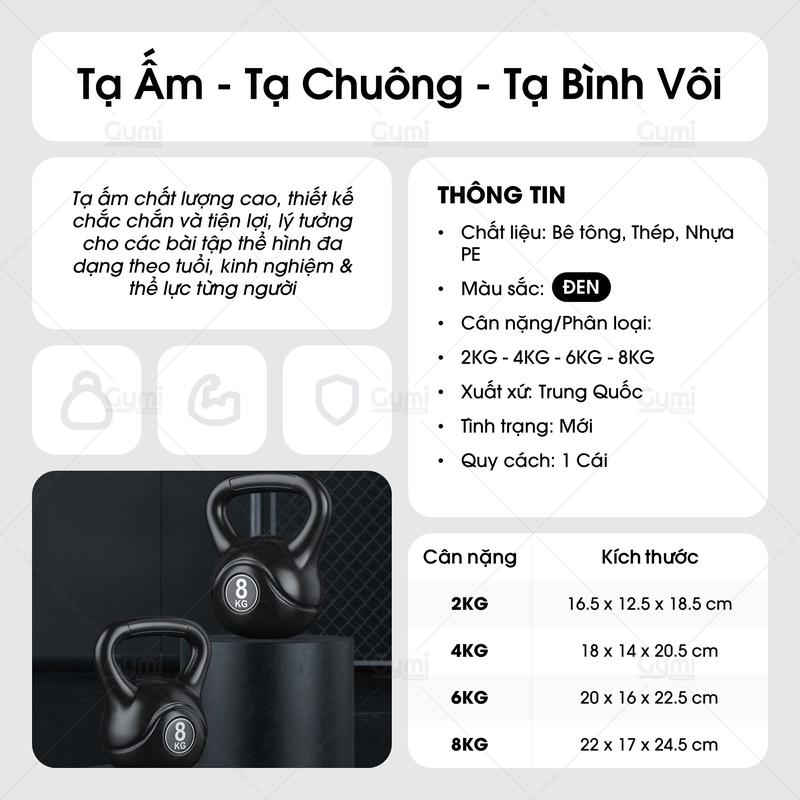 Tạ Ấm - Tạ Chuông - Tạ Bình Vôi
Tạ ấm chất lượng cao, thiết kế
chắc chắn và tiện lợi, lý tưởng
cho các bài tập thể hình đa
dạng theo tuổi, kinh nghiệm &
thể lực từng người
THÔNG TIN
• Chất liệu: Bê tông, Thép, Nhựa
PE
• Màu sắc: ĐEN
• Cân nặng/Phân loại:
• 2KG - 4KG - 6KG - 8KG
• Xuất xứ: Trung Quốc
• Tình trạng: Mới
• Quy cách: 1 Cái
8
KG
8
KG
Cân nặng Kích thước
2KG 16.5 x 12.5 x 18.5 cm
4KG 18 x 14 x 20.5 cm
6KG 20 x 16 x 22.5 cm
8KG 22 x 17 x 24.5 cm
Gymi
Gymi
Gymi
Gymi
Gymi
Gymi